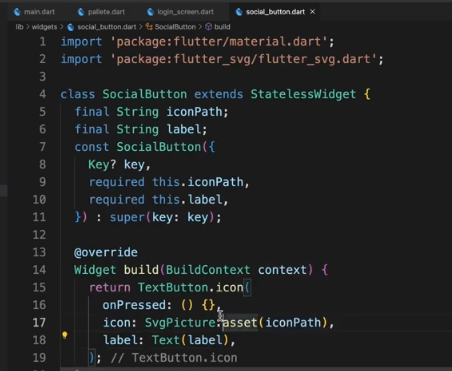 main.dart pallete.dart login_screen.dart social_button.dart ×
lib > widgets > social_button.dart > SocialButton > build
1 import 'package:flutter/material.dart';
2 import 'package:flutter_svg/flutter_svg.dart';
3
4 class SocialButton extends StatelessWidget {
5 final String iconPath;
6 final String label;
7 const SocialButton({
8 Key? key,
9 required this.iconPath,
10 required this.label,
11 }) : super(key: key);
12
13 @override
14 Widget build(BuildContext context) {
15 return TextButton.icon(
16 onPressed: () {},
17 icon: SvgPicture.asset(iconPath),
18 label: Text(label),
19 ); // TextButton.icon